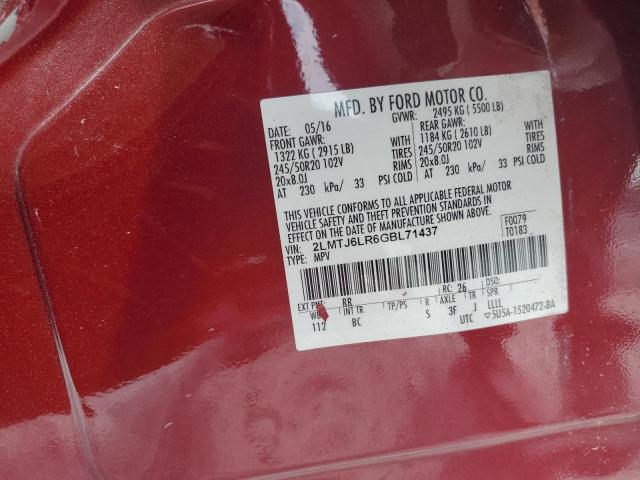 MFD. BY FORD MOTOR CO.
DATE: 05/16 GVWR: 2495 KG ( 5500 LB)
FRONT GAWR: REAR GAWR:
1322 KG ( 2915 LB) WITH 1184 KG ( 2610 LB) WITH
245/50R20 102V TIRES 245/50R20 102V TIRES
20x8.0J RIMS 20x8.0J RIMS
AT 230 kPa/ 33 PSI COLD AT 230 kPa/ 33 PSI COLD
THIS VEHICLE CONFORMS TO ALL APPLICABLE FEDERAL MOTOR
VEHICLE SAFETY AND THEFT PREVENTION STANDARDS IN
EFFECT ON THE DATE OF MANUFACTURE SHOWN ABOVE. F0079
VIN: 2LMTJ6LR6GBL71437 T0183
TYPE: MPV
EXT PNT: RR RC: 26 DSO:
WB INT TR TP/PS R AXLE TR SPR
112 BC S 3F J LLLL
UTC ▽5U5A-1520472-BA